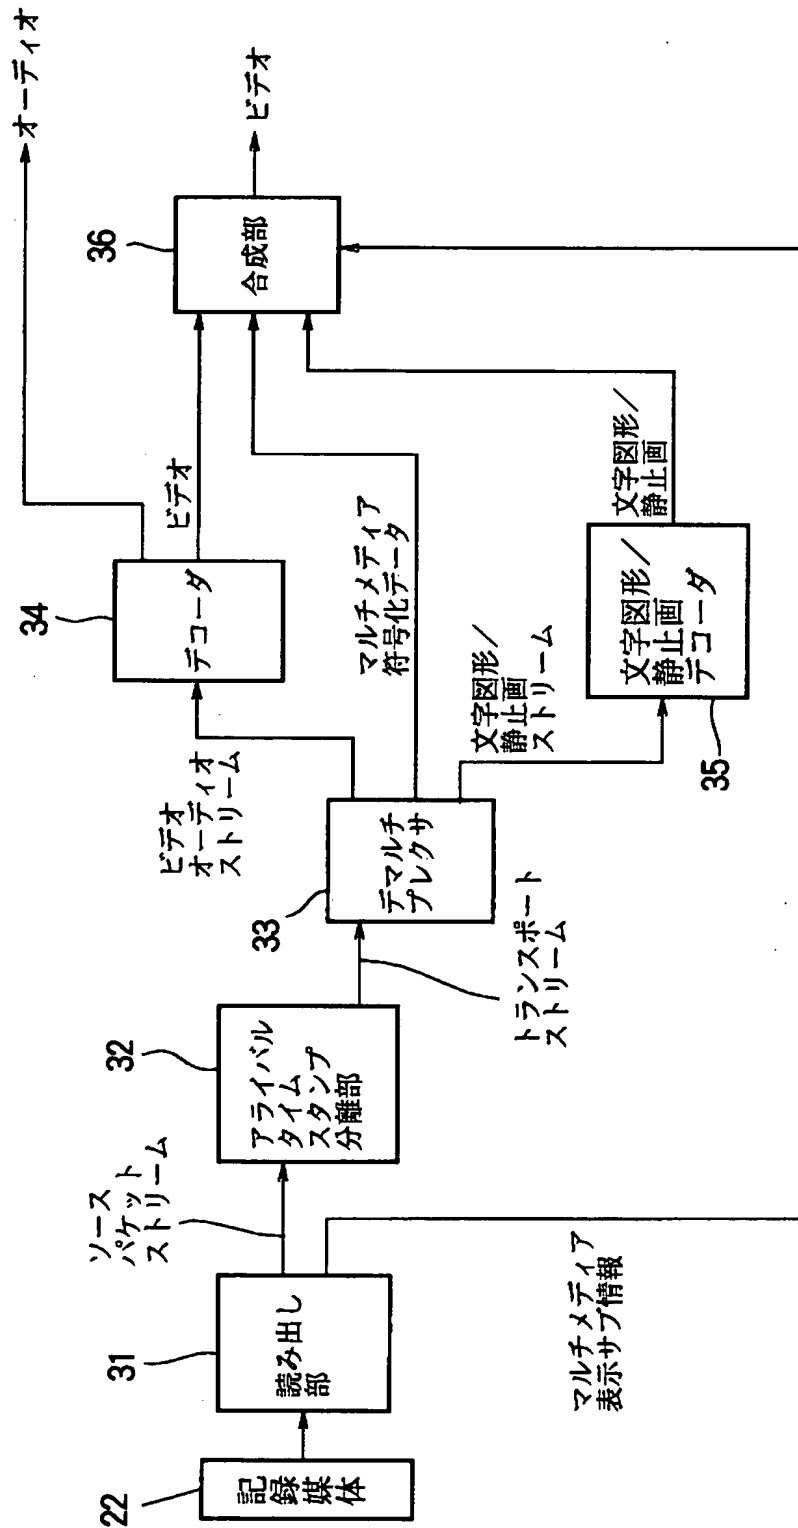 22
記録媒体
31
読み出し
部
ソース
パケット
ストリーム
マルチメディア
表示サブ情報
32
アライバル
タイム
スタンプ
分離部
トランスポート
ストリーム
33
デマルチ
プレクサ
ビデオ
オーディオ
ストリーム
マルチメディア
符号化データ
文字図形／
静止画
ストリーム
34
デコーダ
ビデオ
オーディオ
35
文字図形／
静止画
デコーダ
文字図形／
静止画
36
合成部
ビデオ